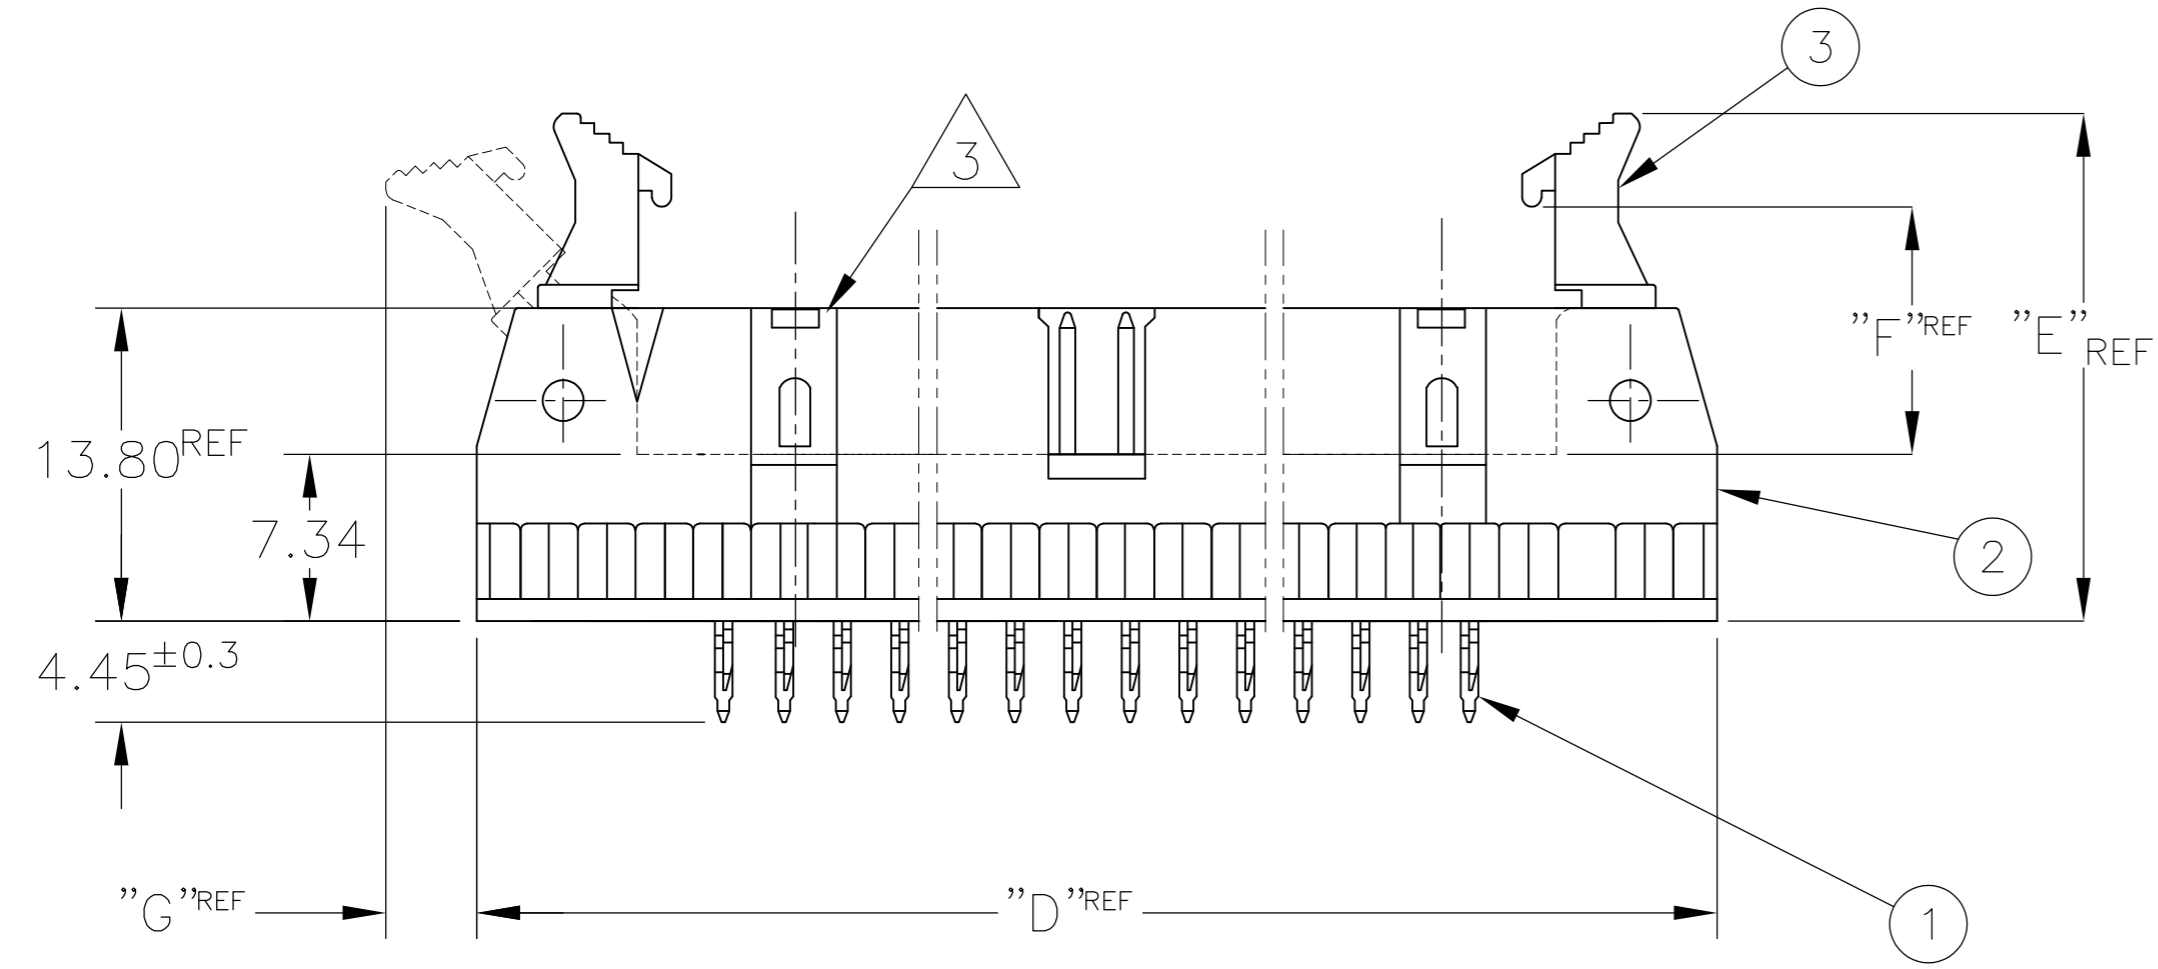 3
3
"F"REF
"E"REF
13.80REF
7.34
2
4.45±0.3
"G"REF
"D"REF
1